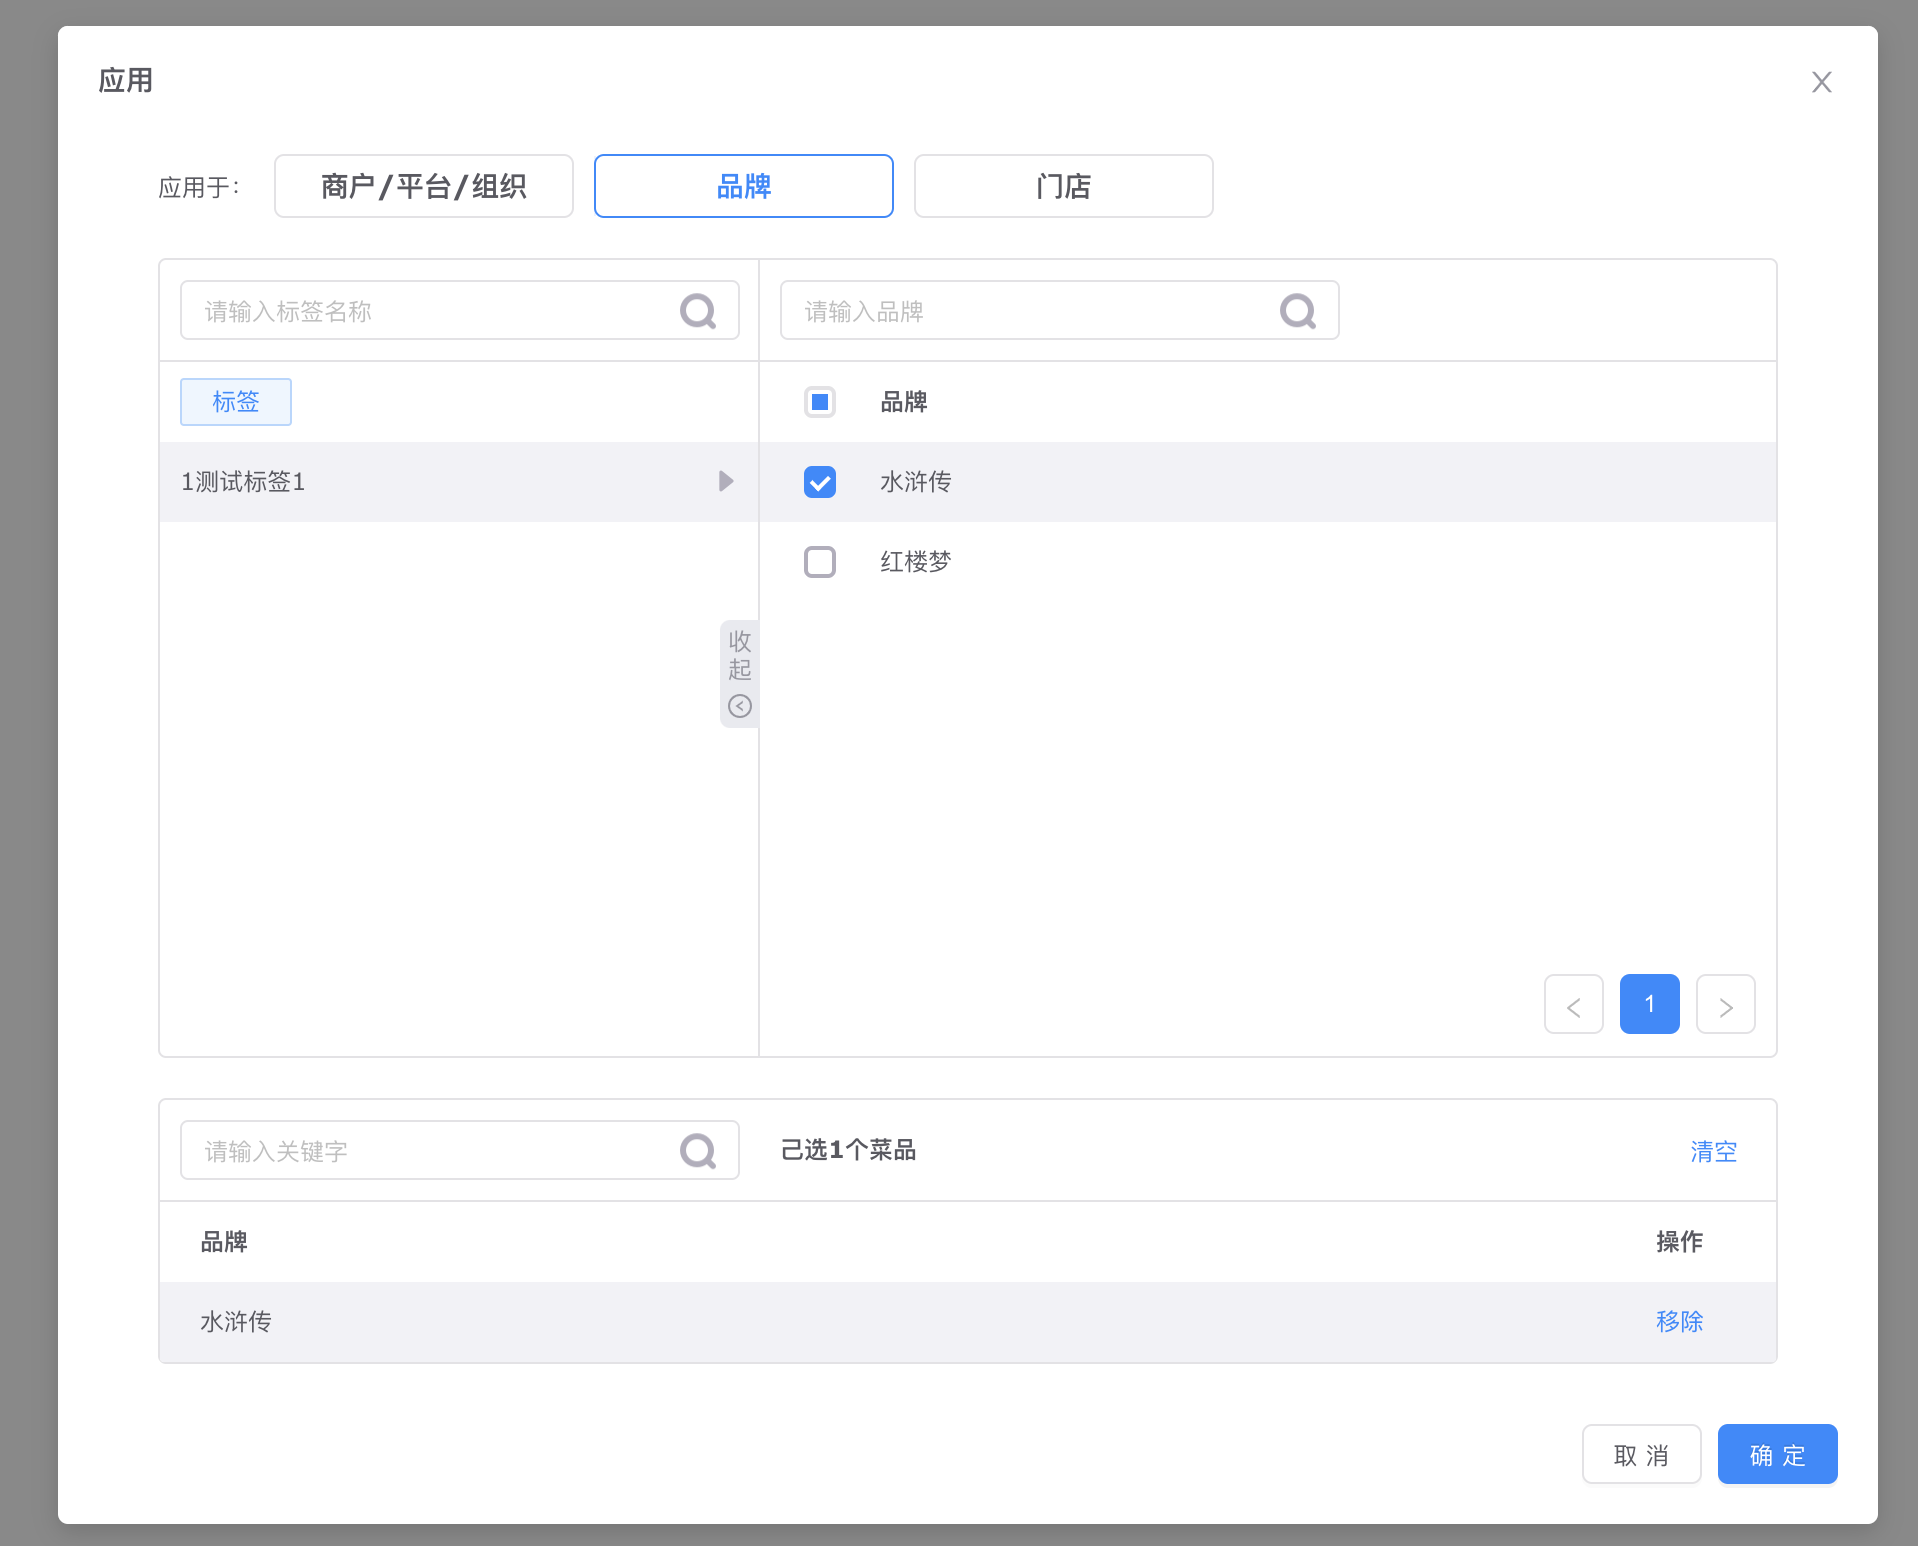 应用
应用于：
商户/平台/组织
品牌
门店
请输入标签名称
请输入品牌
标签
品牌
1测试标签1
水浒传
红楼梦
收
起
1
请输入关键字
己选1个菜品
清空
品牌
操作
水浒传
移除
取 消
确 定